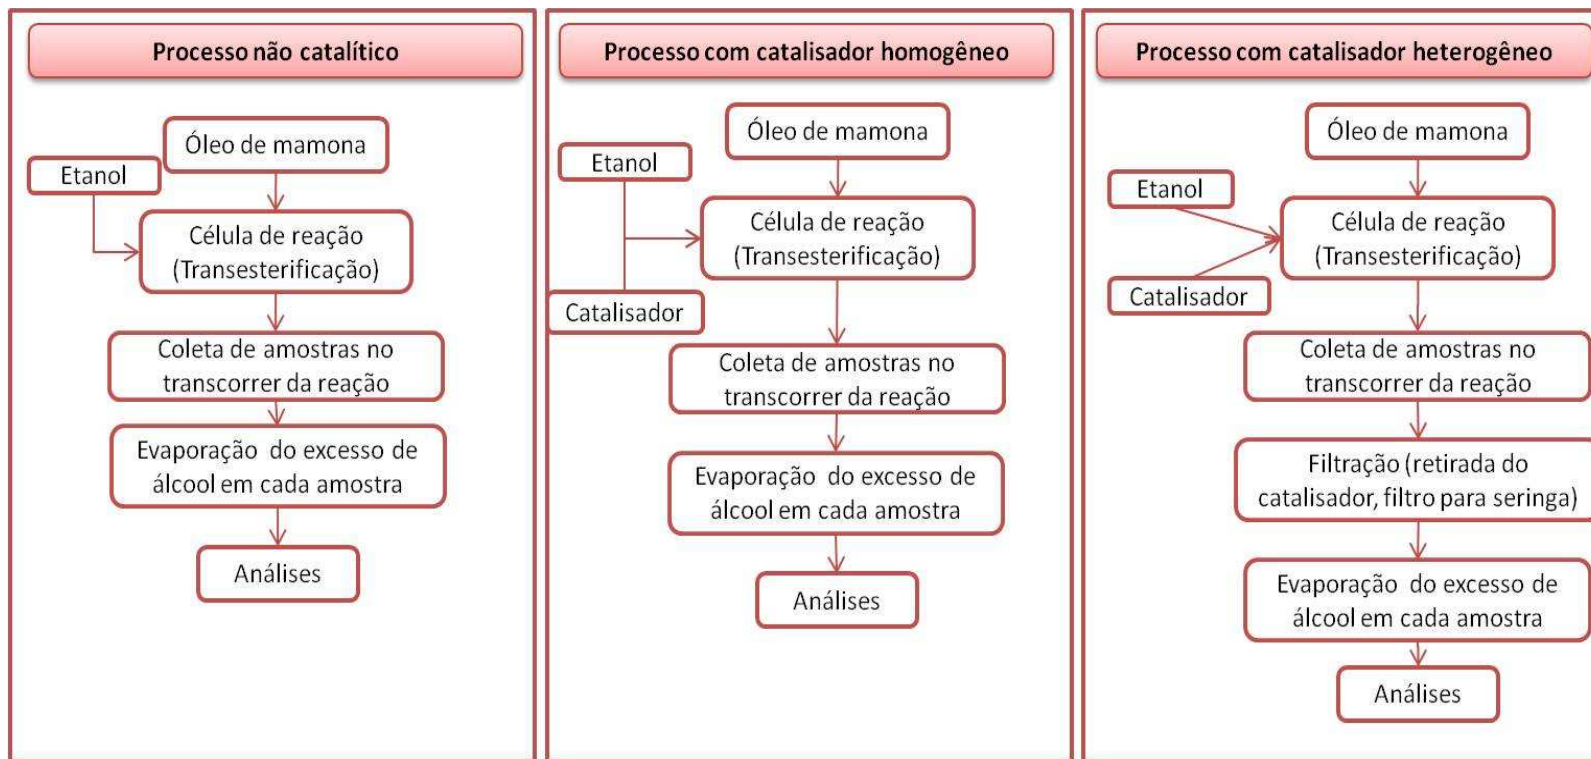 Processo não catalítico
Óleo de mamona
Etanol
Célula de reação
(Transesterificação)
Coleta de amostras no
transcorrer da reação
Evaporação do excesso de
álcool em cada amostra
Análises
Processo com catalisador homogêneo
Óleo de mamona
Etanol
Célula de reação
(Transesterificação)
Catalisador
Coleta de amostras no
transcorrer da reação
Evaporação do excesso de
álcool em cada amostra
Análises
Processo com catalisador heterogêneo
Óleo de mamona
Etanol
Célula de reação
(Transesterificação)
Catalisador
Coleta de amostras no
transcorrer da reação
Filtração (retirada do
catalisador, filtro para seringa)
Evaporação do excesso de
álcool em cada amostra
Análises